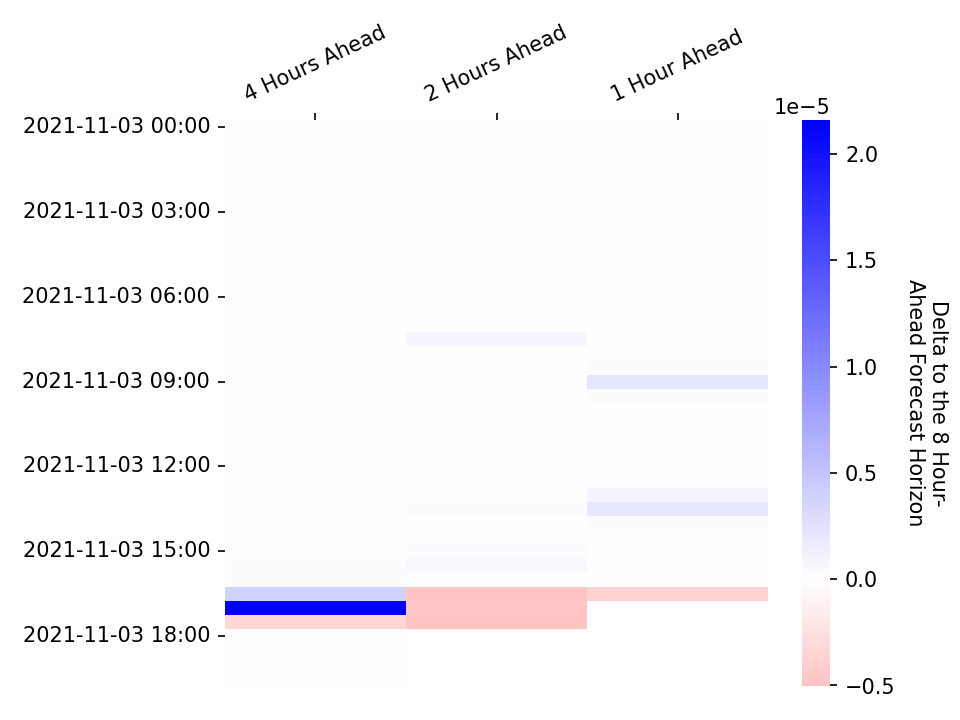 4 Hours Ahead
2 Hours Ahead
1 Hour Ahead
1e−5
2021-11-03 00:00
2021-11-03 03:00
2021-11-03 06:00
2021-11-03 09:00
2021-11-03 12:00
2021-11-03 15:00
2021-11-03 18:00
2.0
1.5
1.0
0.5
0.0
−0.5
Delta to the 8 Hour-
Ahead Forecast Horizon